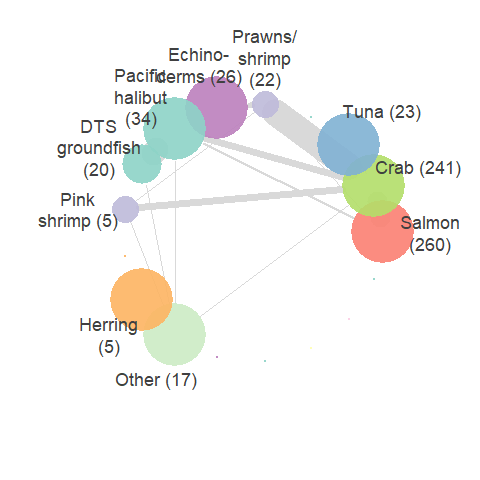 Prawns/
shrimp
(22)
Echino-
derms (26)
Pacific
halibut
(34)
Tuna (23)
DTS
groundfish
(20)
Crab (241)
Pink
shrimp (5)
Salmon
(260)
Herring
(5)
Other (17)